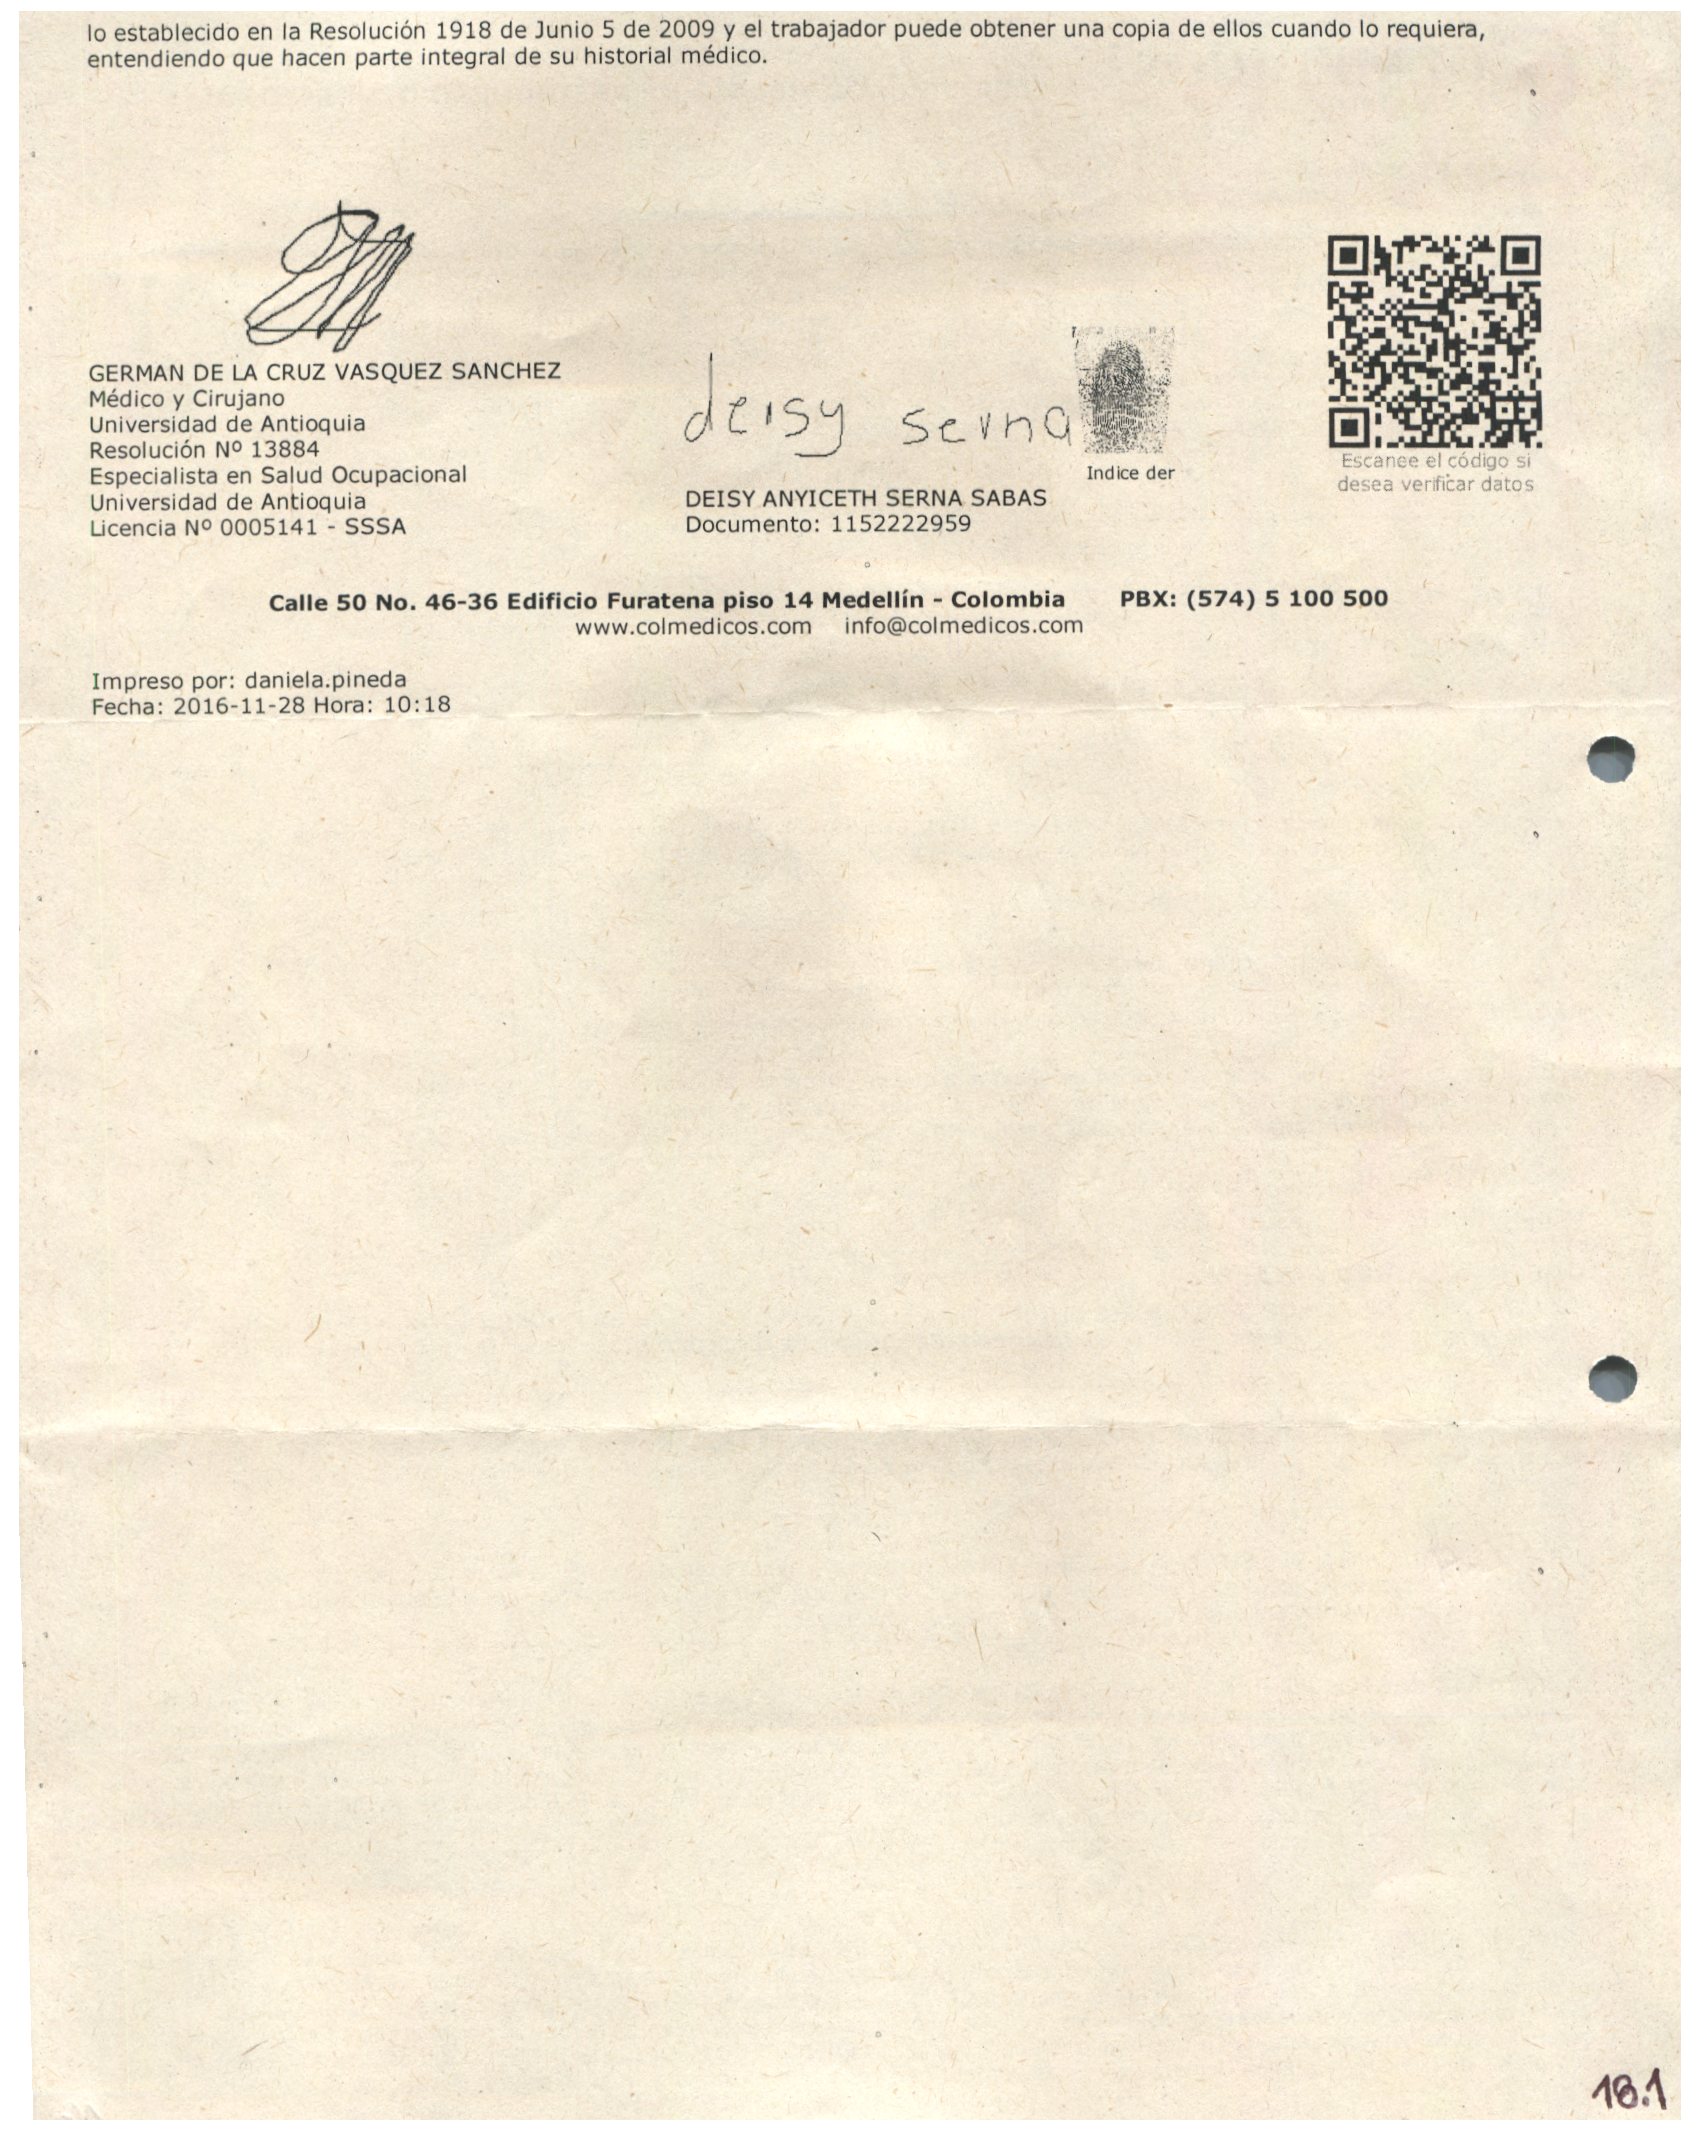 lo establecido en la Resolución 1918 de Junio 5 de 2009 y el trabajador puede obtener una copia de ellos cuando lo requiera,
entendiendo que hacen parte integral de su historial médico.
GERMAN DE LA CRUZ VASQUEZ SANCHEZ
Médico y Cirujano
Universidad de Antioquia
Resolución Nº 13884
Especialista en Salud Ocupacional
Universidad de Antioquia
Licencia Nº 0005141 - SSSA
deisy serna
Indice der
DEISY ANYICETH SERNA SABAS
Documento: 1152222959
Escanee el código si
desea verificar datos
Calle 50 No. 46-36 Edificio Furatena piso 14 Medellín - Colombia PBX: (574) 5 100 500
www.colmedicos.com info@colmedicos.com
Impreso por: daniela.pineda
Fecha: 2016-11-28 Hora: 10:18
18.1